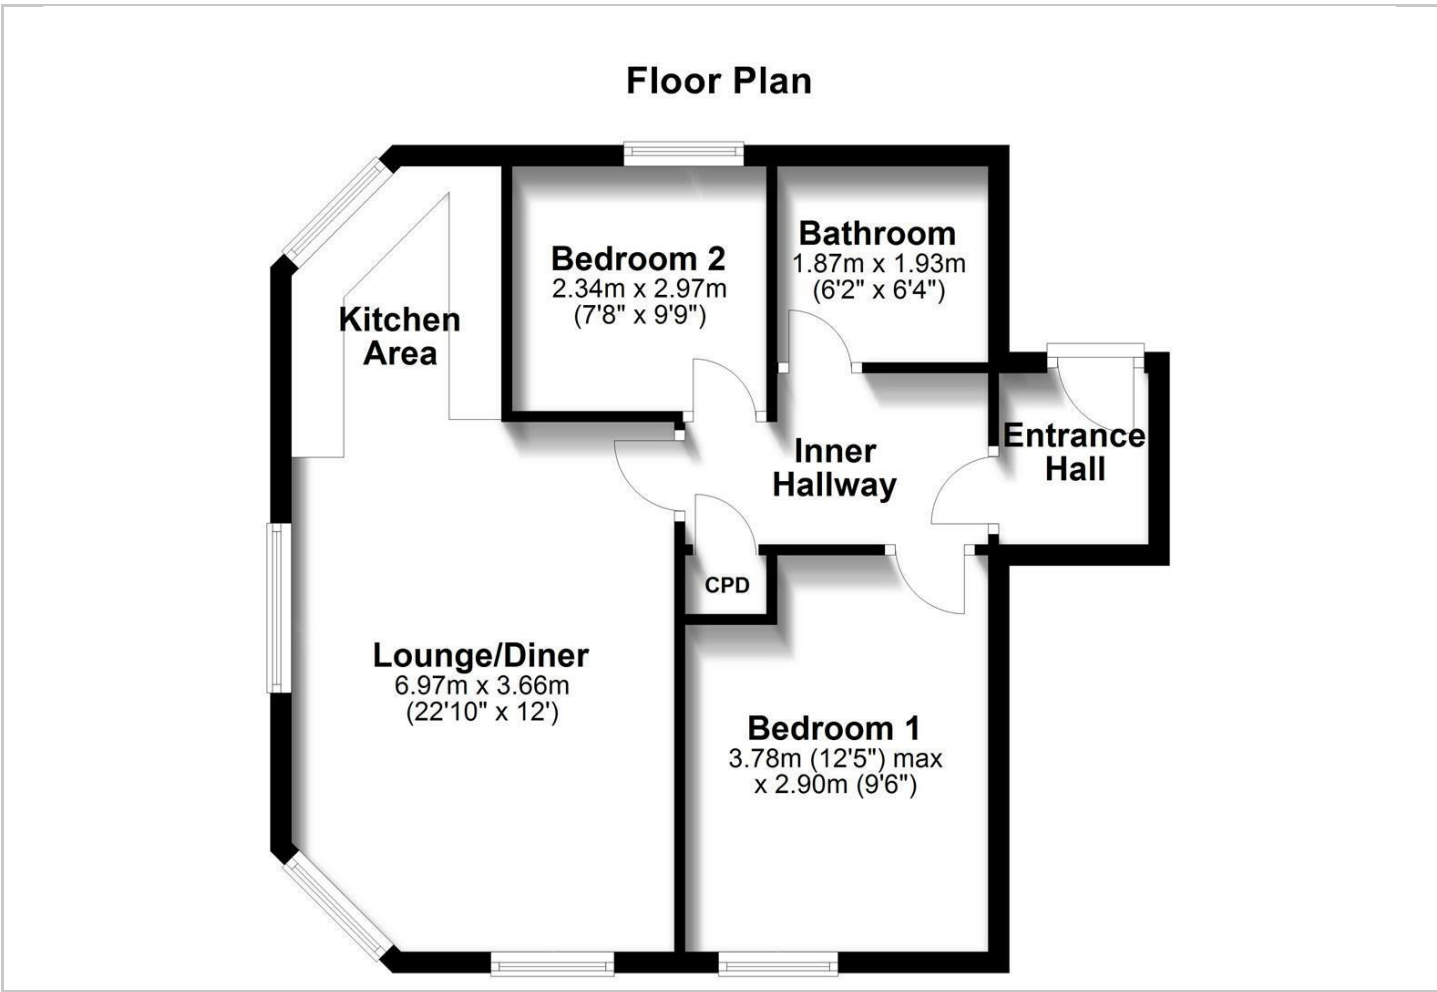 Floor Plan
Bedroom 2
2.34m x 2.97m
(7'8" x 9'9")
Bathroom
1.87m x 1.93m
(6'2" x 6'4")
Kitchen
Area
Inner
Hallway
Entrance
Hall
CPD
Lounge/Diner
6.97m x 3.66m
(22'10" x 12')
Bedroom 1
3.78m (12'5") max
x 2.90m (9'6")